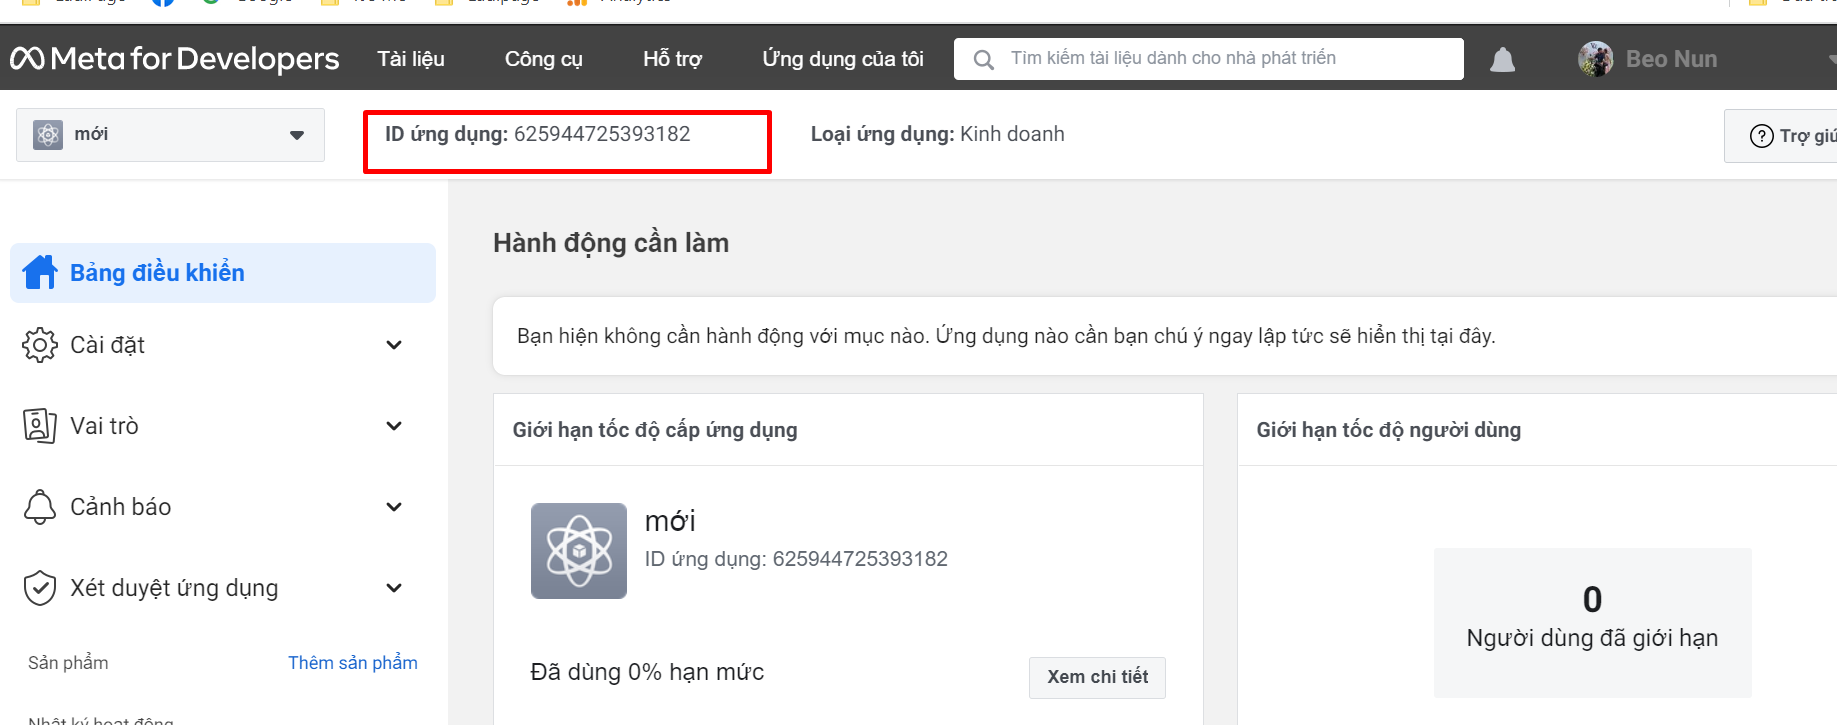 Meta for Developers
Tài liệu
Công cụ
Hỗ trợ
Ứng dụng của tôi
Tìm kiếm tài liệu dành cho nhà phát triển
Beo Nun
mới
ID ứng dụng: 625944725393182
Loại ứng dụng: Kinh doanh
Trợ
Bảng điều khiển
Cài đặt
Vai trò
Cảnh báo
Xét duyệt ứng dụng
Sản phẩm
Thêm sản phẩm
Hành động cần làm
Bạn hiện không cần hành động với mục nào. Ứng dụng nào cần bạn chú ý ngay lập tức sẽ hiển thị tại đây.
Giới hạn tốc độ cấp ứng dụng
mới
ID ứng dụng: 625944725393182
Đã dùng 0% hạn mức
Xem chi tiết
Giới hạn tốc độ người dùng
0
Người dùng đã giới hạn